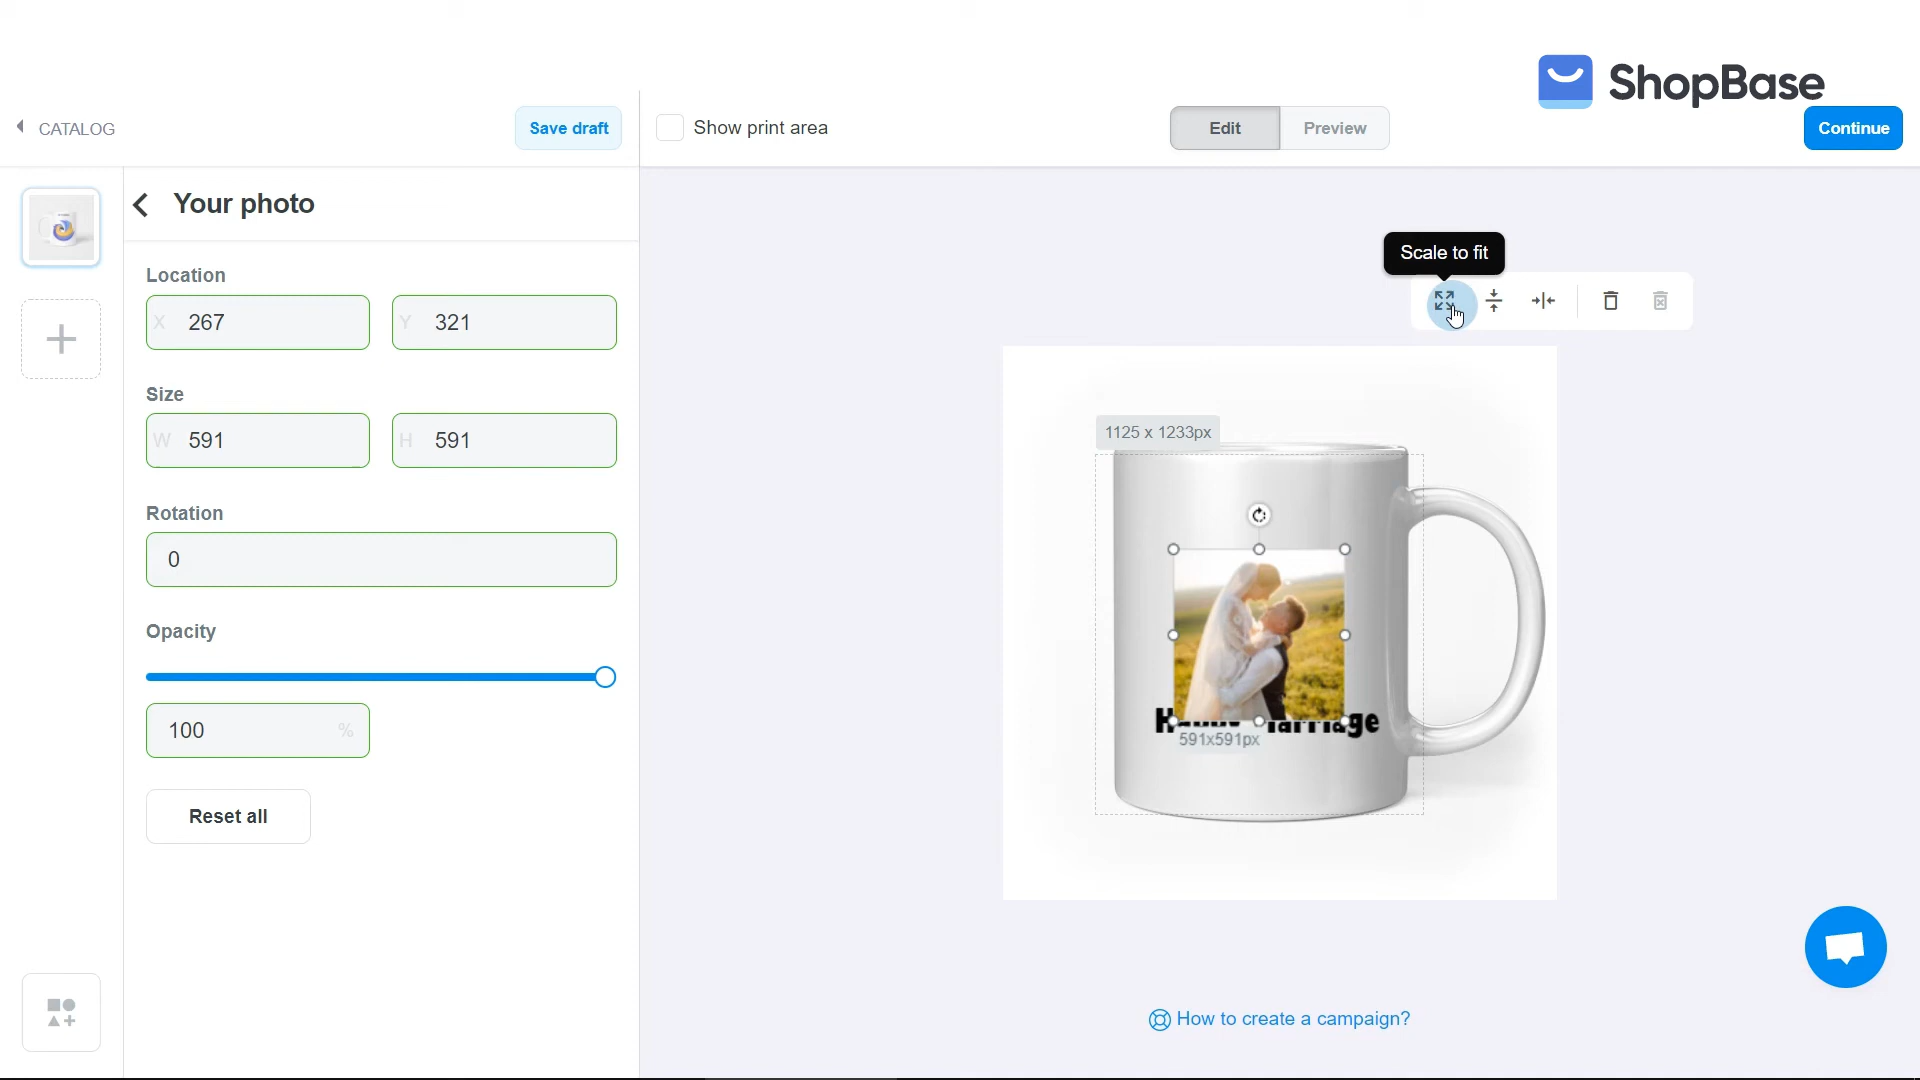 ShopBase
CATALOG
Save draft
Show print area
Edit
Preview
Continue
Your photo
Scale to fit
Location
X 267
Y 321
Size
W 591
H 591
1125 x 1233px
Rotation
0
Opacity
100 %
591x591px
Reset all
How to create a campaign?